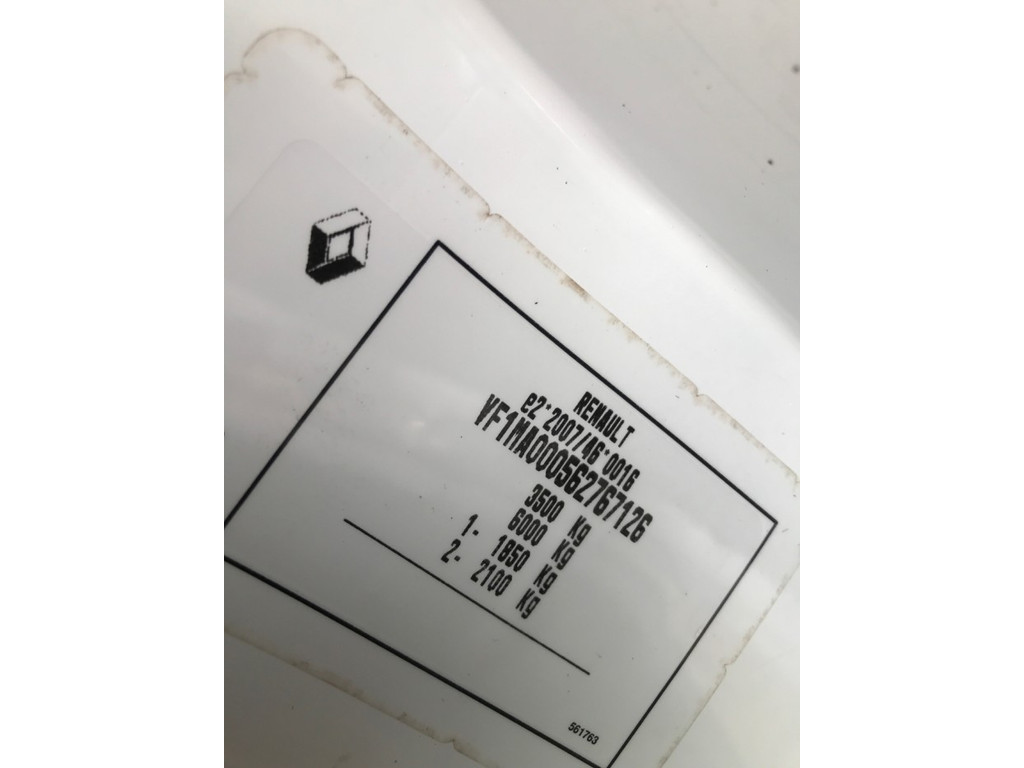 RENAULT
e2*2007/46*0016
VF1MA000562767126
3500 Kg
6000 Kg
1- 1850 Kg
2- 2100 Kg
561763